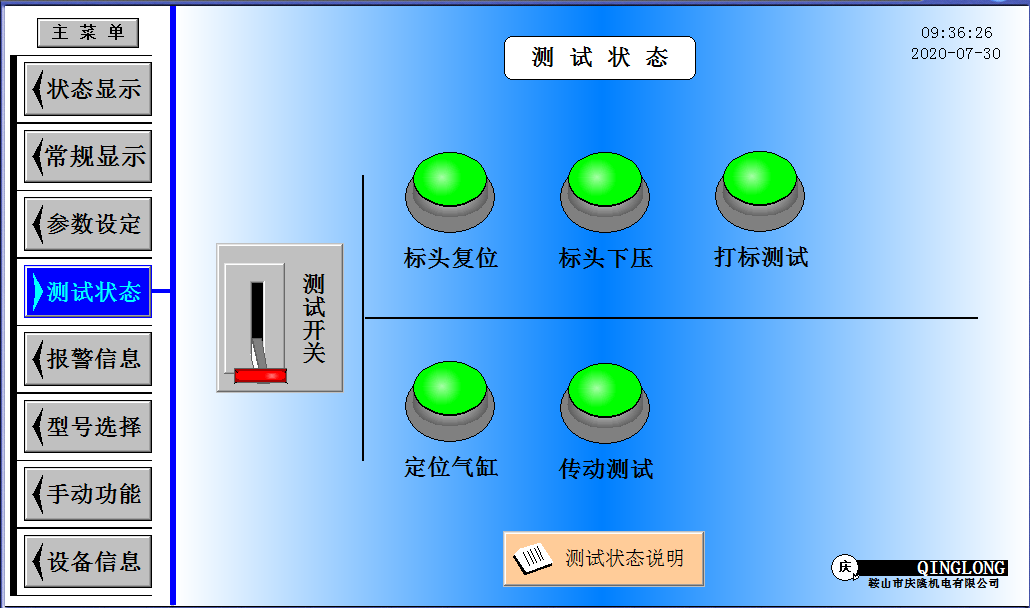 主 菜 单
状态显示
常规显示
参数设定
测试状态
报警信息
型号选择
手动功能
设备信息
测 试 状 态
09:36:26
2020-07-30
标头复位
标头下压
打标测试
测试开关
定位气缸
传动测试
测试状态说明
庆
QINGLONG
鞍山市庆隆机电有限公司